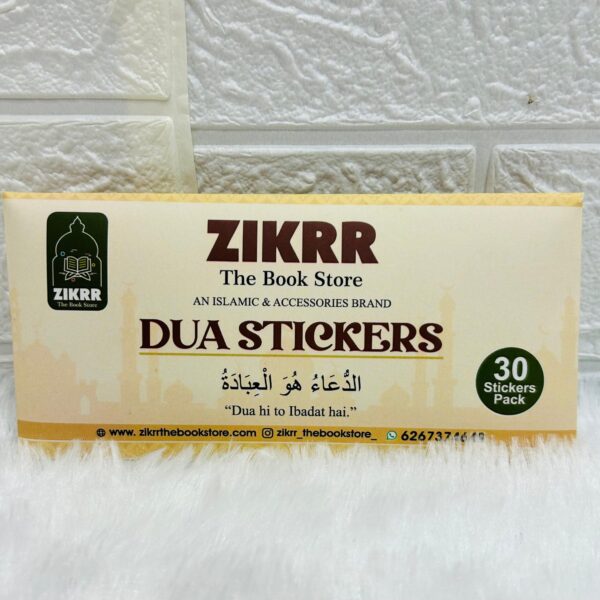 ZIKRR
The Book Store
ZIKRR
The Book Store
AN ISLAMIC & ACCESSORIES BRAND
DUA STICKERS
الدُّعَاءُ هُوَ الْعِبَادَةُ
“Dua hi to Ibadat hai.”
30
Stickers
Pack
www. zikrrthebookstore.com zikrr_thebookstore_